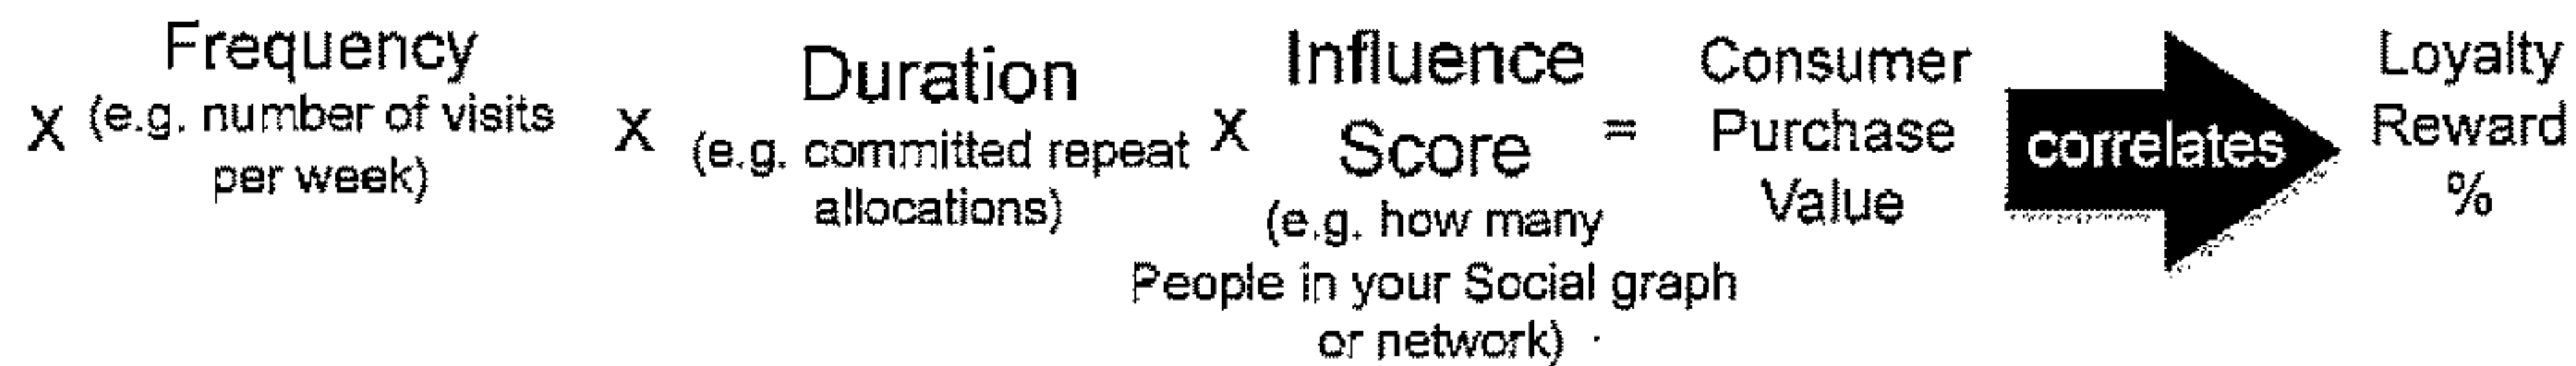 X
Frequency
(e.g. number of visits
per week)
X
Duration
(e.g. committed repeat
allocations)
X
Influence
Score
(e.g. how many
People in your Social graph
or network)
=
Consumer
Purchase
Value
correlates
Loyalty
Reward
%